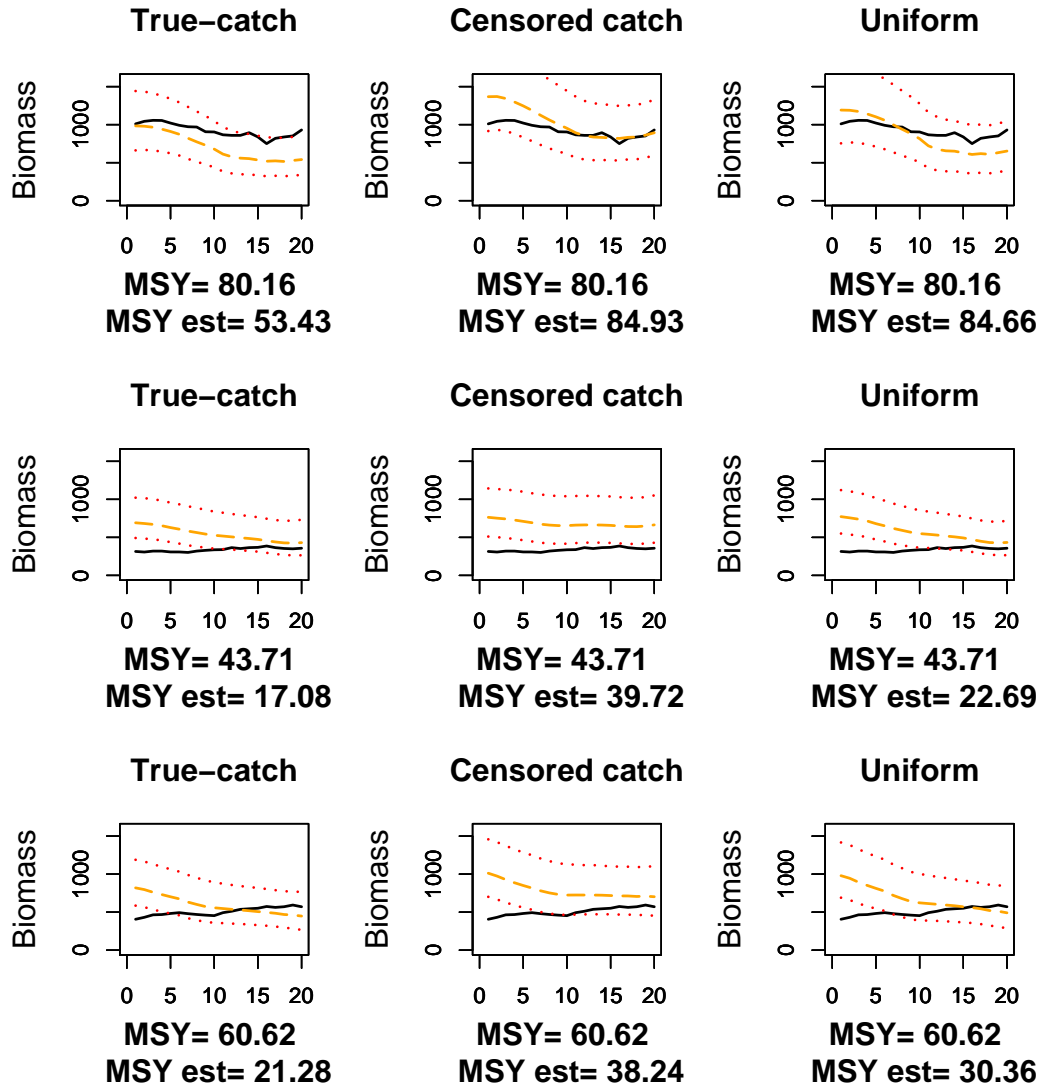 True−catch Censored catch Uniform
Biomass Biomass Biomass
1000 1000 1000
0 0 0
0 5 10 15 20 0 5 10 15 20 0 5 10 15 20
MSY= 80.16 MSY= 80.16 MSY= 80.16
MSY est= 53.43 MSY est= 84.93 MSY est= 84.66
True−catch Censored catch Uniform
Biomass Biomass Biomass
1000 1000 1000
0 0 0
0 5 10 15 20 0 5 10 15 20 0 5 10 15 20
MSY= 43.71 MSY= 43.71 MSY= 43.71
MSY est= 17.08 MSY est= 39.72 MSY est= 22.69
True−catch Censored catch Uniform
Biomass Biomass Biomass
1000 1000 1000
0 0 0
0 5 10 15 20 0 5 10 15 20 0 5 10 15 20
MSY= 60.62 MSY= 60.62 MSY= 60.62
MSY est= 21.28 MSY est= 38.24 MSY est= 30.36